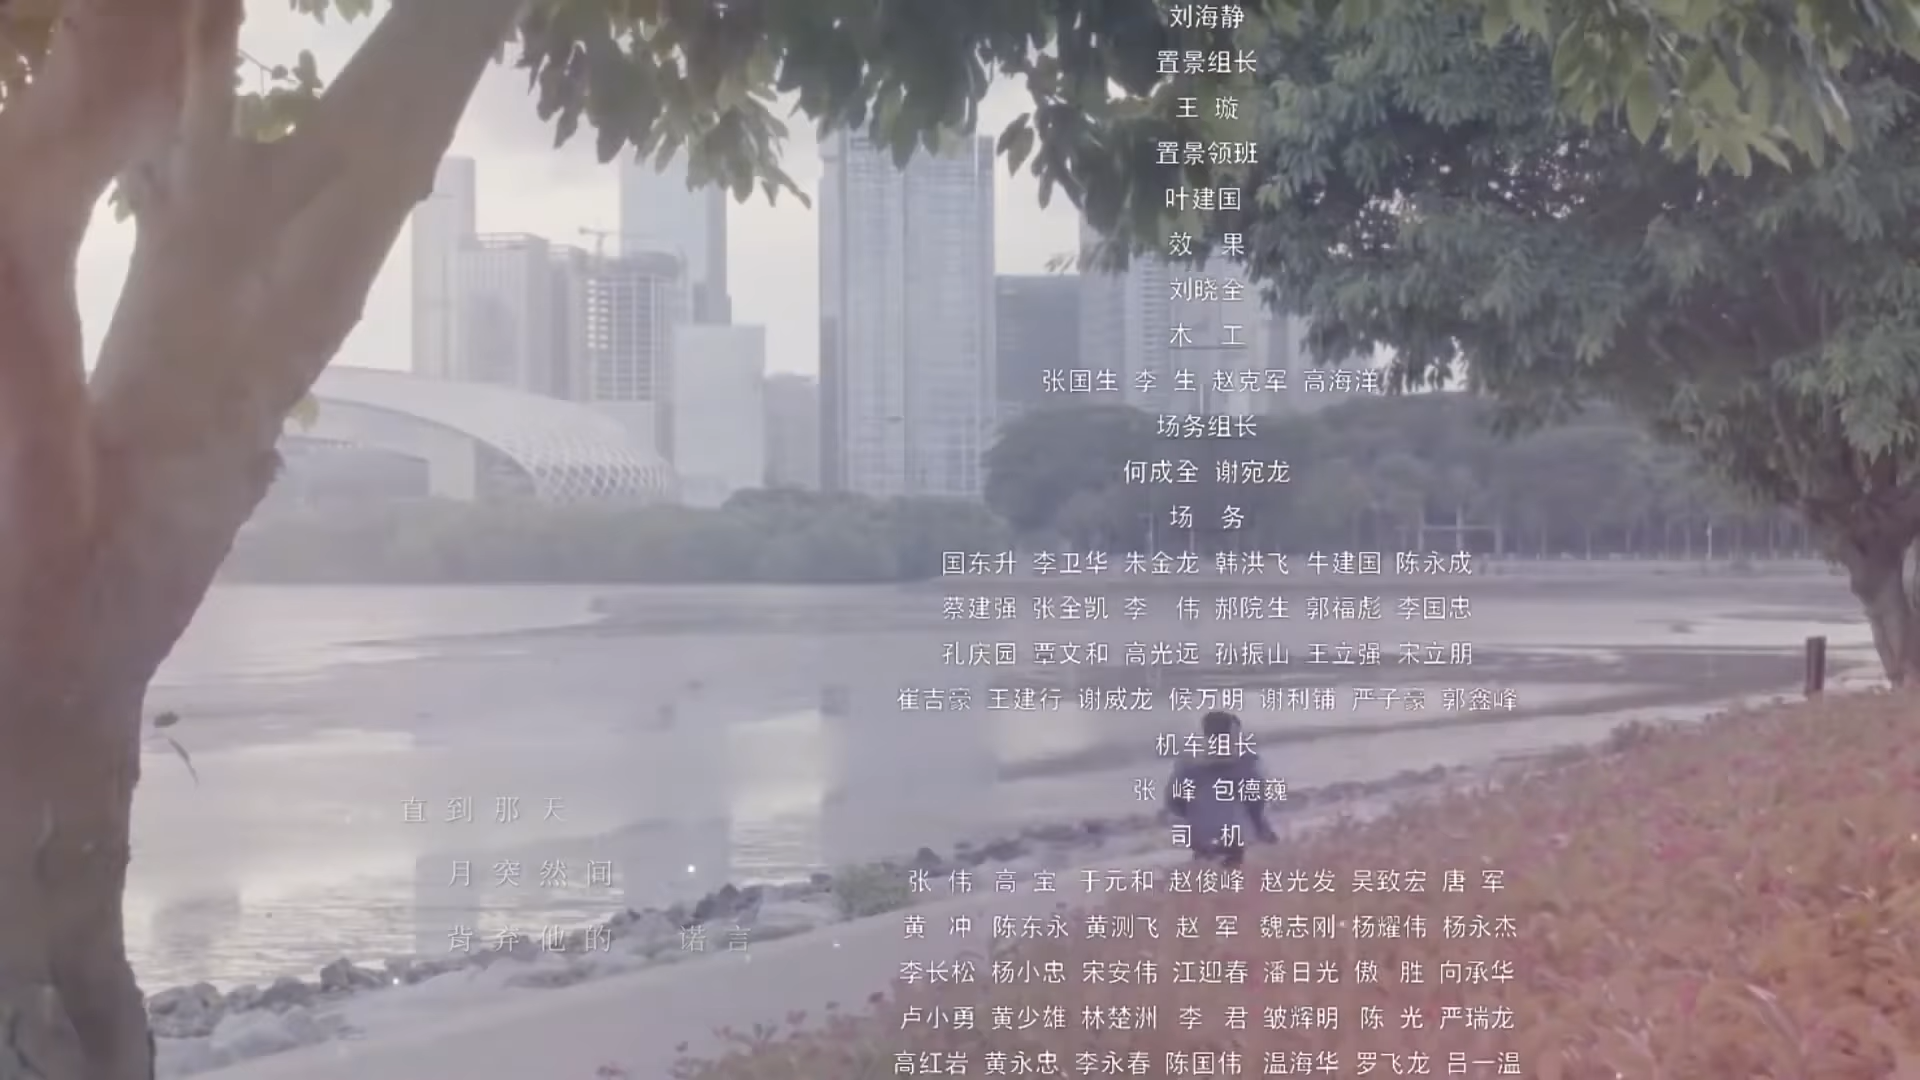 刘海静
置景组长
王 璇
置景领班
叶建国
效 果
刘晓全
木 工
张国生 李 生 赵克军 高海洋
场务组长
何成全 谢宛龙
场 务
国东升 李卫华 朱金龙 韩洪飞 牛建国 陈永成
蔡建强 张全凯 李 伟 郝院生 郭福彪 李国忠
孔庆园 覃文和 高光远 孙振山 王立强 宋立朋
崔吉豪 王建行 谢威龙 候万明 谢利铺 严子豪 郭鑫峰
机车组长
张 峰 包德巍
司 机
张 伟 高 宝 于元和 赵俊峰 赵光发 吴致宏 唐 军
黄 冲 陈东永 黄测飞 赵 军 魏志刚 杨耀伟 杨永杰
李长松 杨小忠 宋安伟 江迎春 潘日光 傲 胜 向承华
卢小勇 黄少雄 林楚洲 李 君 皱辉明 陈 光 严瑞龙
高红岩 黄永忠 李永春 陈国伟 温海华 罗飞龙 吕一温
直到那天
月突然间
背弃他的 诺言